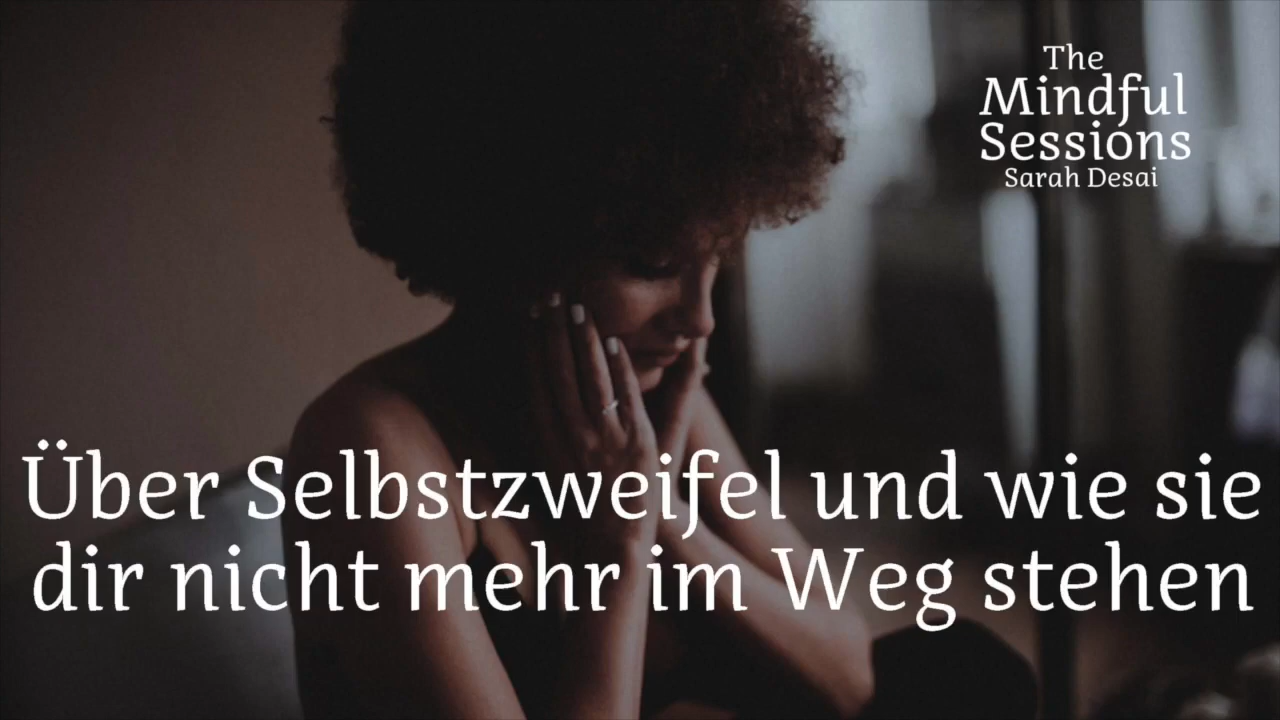 The
Mindful
Sessions
Sarah Desai
Über Selbstzweifel und wie sie
dir nicht mehr im Weg stehen